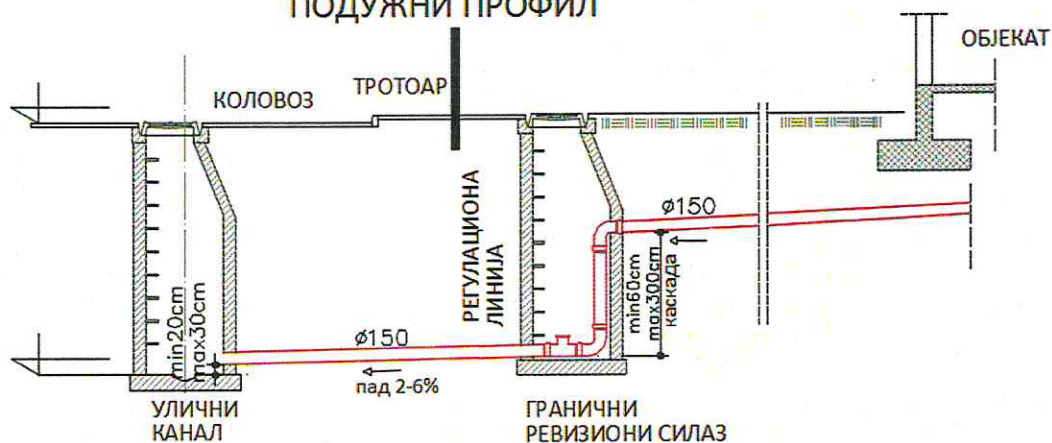 ПОДУЖНИ ПРОФИЛ
ОБЈЕКАТ
КОЛОВОЗ
ТРОТОАР
РЕГУЛАЦИОНА
ЛИНИЈА
ø150
min60cm
max300cm
каскада
min20cm
max30cm
ø150
пад 2-6%
УЛИЧНИ
КАНАЛ
ГРАНИЧНИ
РЕВИЗИОНИ СИЛАЗ